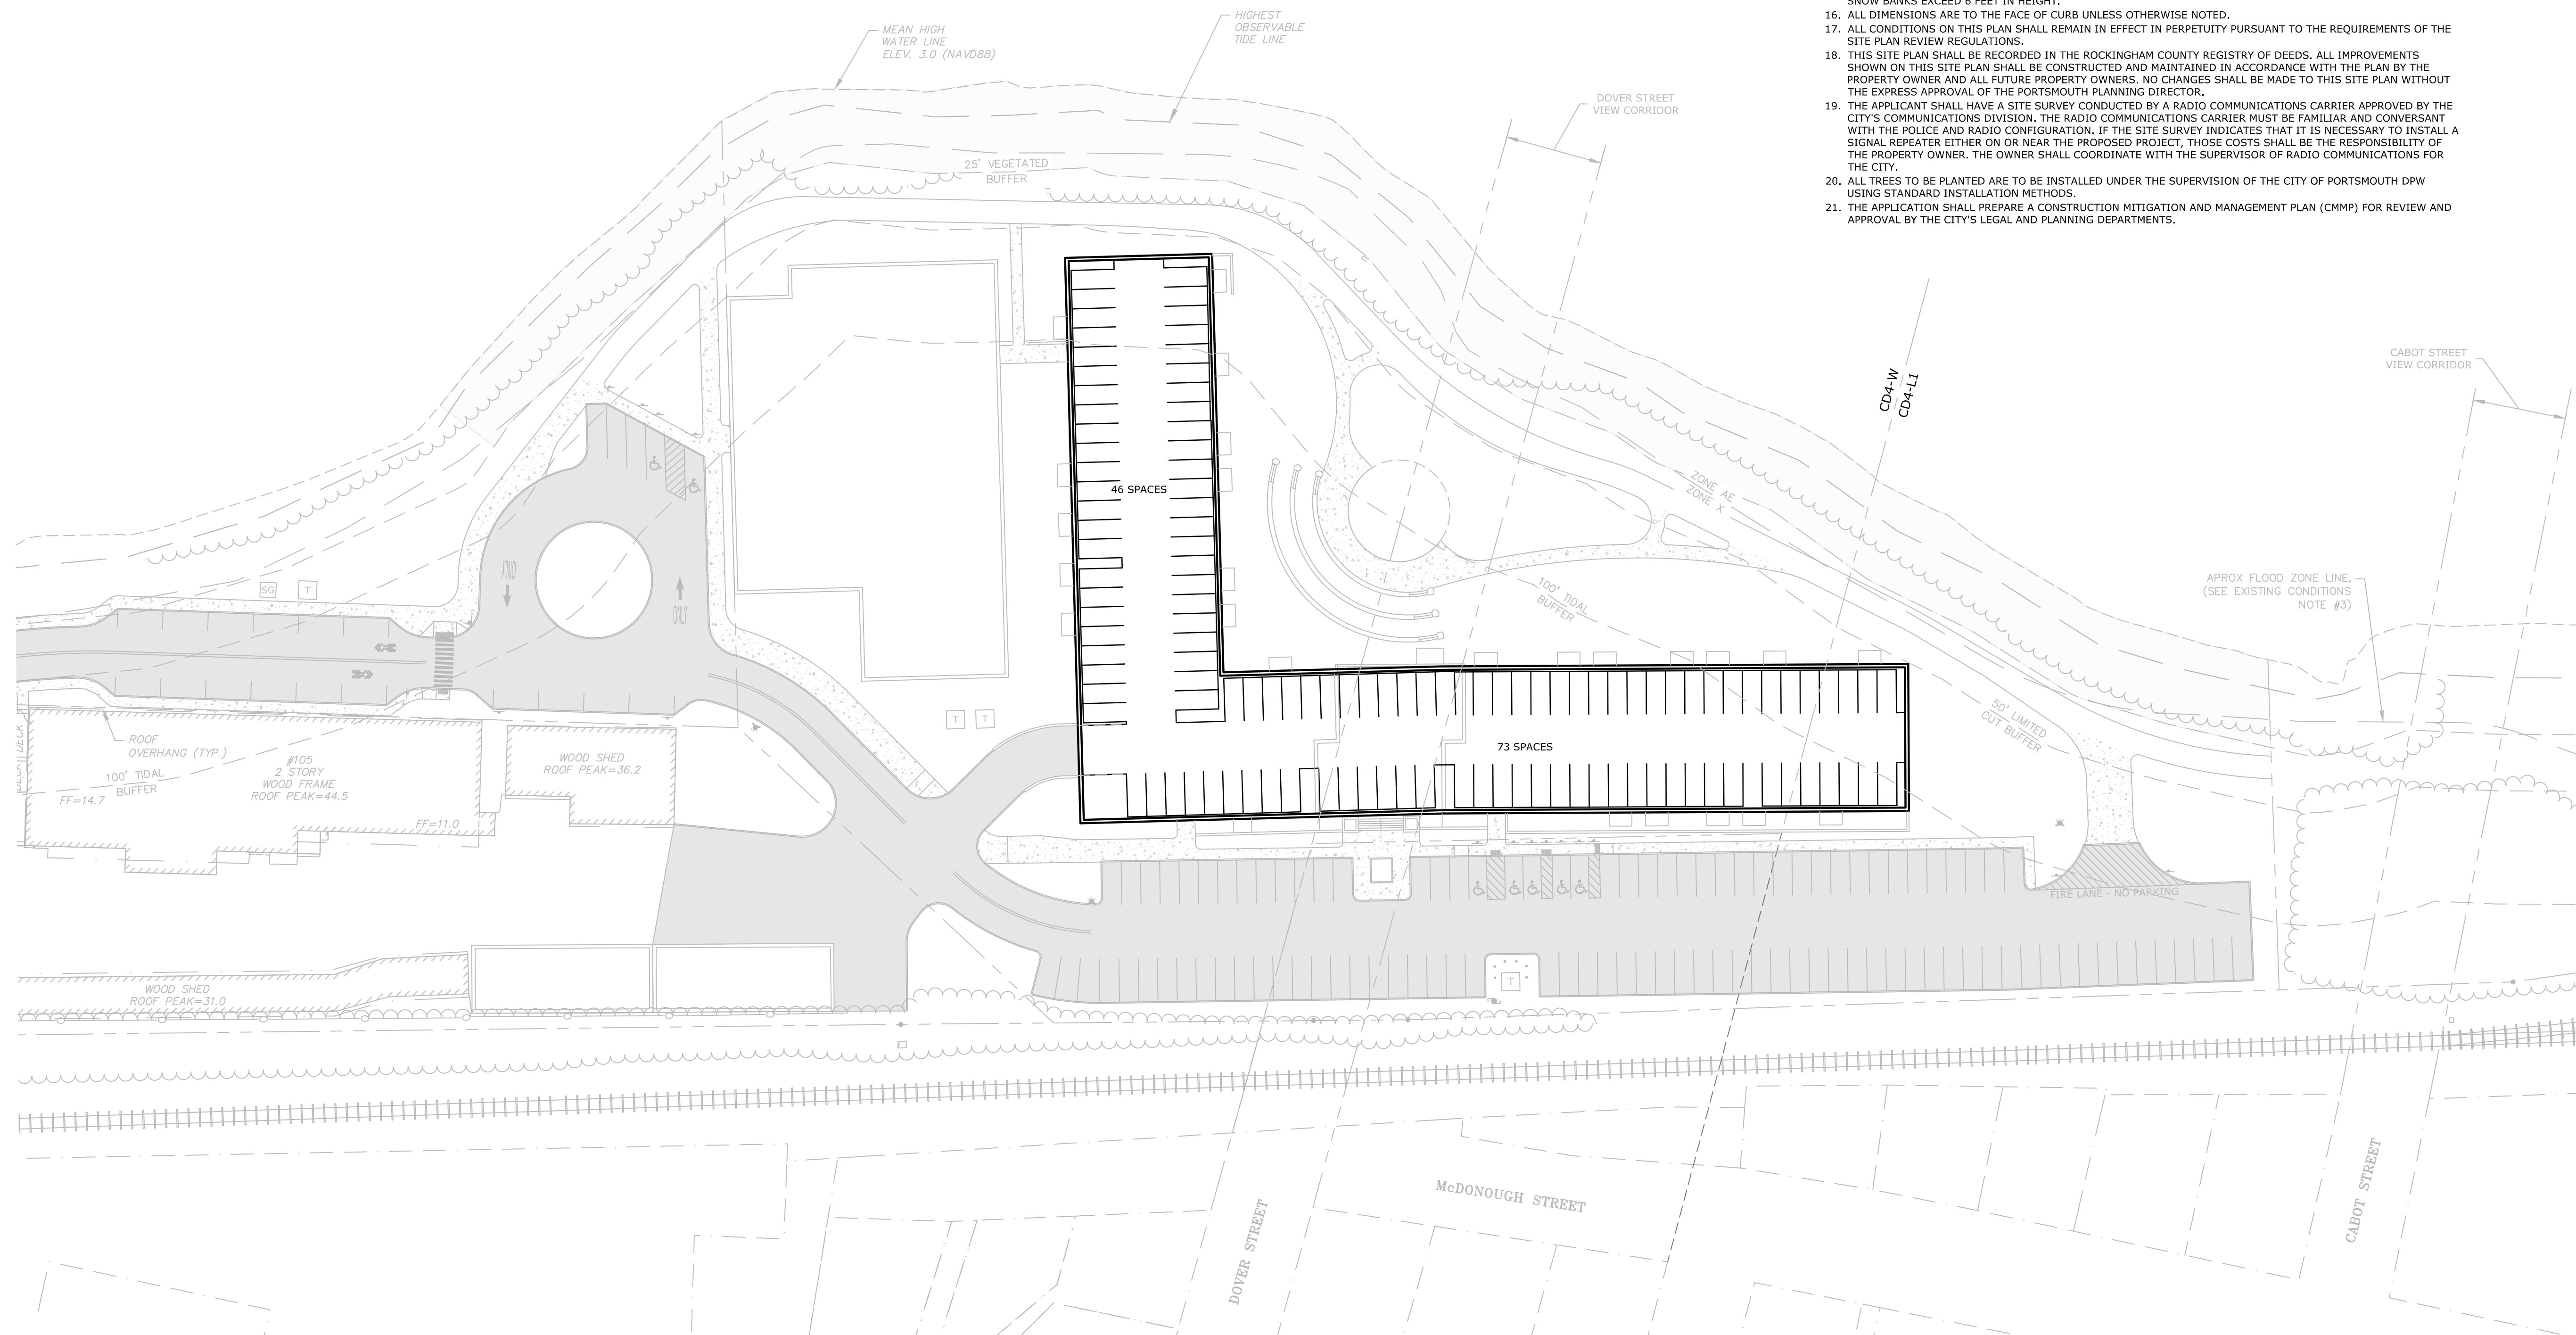 SNOW BANKS EXCEED 6 FEET IN HEIGHT.
16. ALL DIMENSIONS ARE TO THE FACE OF CURB UNLESS OTHERWISE NOTED.
17. ALL CONDITIONS ON THIS PLAN SHALL REMAIN IN EFFECT IN PERPETUITY PURSUANT TO THE REQUIREMENTS OF THE
SITE PLAN REVIEW REGULATIONS.
18. THIS SITE PLAN SHALL BE RECORDED IN THE ROCKINGHAM COUNTY REGISTRY OF DEEDS. ALL IMPROVEMENTS
SHOWN ON THIS SITE PLAN SHALL BE CONSTRUCTED AND MAINTAINED IN ACCORDANCE WITH THE PLAN BY THE
PROPERTY OWNER AND ALL FUTURE PROPERTY OWNERS. NO CHANGES SHALL BE MADE TO THIS SITE PLAN WITHOUT
THE EXPRESS APPROVAL OF THE PORTSMOUTH PLANNING DIRECTOR.
19. THE APPLICANT SHALL HAVE A SITE SURVEY CONDUCTED BY A RADIO COMMUNICATIONS CARRIER APPROVED BY THE
CITY'S COMMUNICATIONS DIVISION. THE RADIO COMMUNICATIONS CARRIER MUST BE FAMILIAR AND CONVERSANT
WITH THE POLICE AND RADIO CONFIGURATION. IF THE SITE SURVEY INDICATES THAT IT IS NECESSARY TO INSTALL A
SIGNAL REPEATER EITHER ON OR NEAR THE PROPOSED PROJECT, THOSE COSTS SHALL BE THE RESPONSIBILITY OF
THE PROPERTY OWNER. THE OWNER SHALL COORDINATE WITH THE SUPERVISOR OF RADIO COMMUNICATIONS FOR
THE CITY.
20. ALL TREES TO BE PLANTED ARE TO BE INSTALLED UNDER THE SUPERVISION OF THE CITY OF PORTSMOUTH DPW
USING STANDARD INSTALLATION METHODS.
21. THE APPLICATION SHALL PREPARE A CONSTRUCTION MITIGATION AND MANAGEMENT PLAN (CMMP) FOR REVIEW AND
APPROVAL BY THE CITY'S LEGAL AND PLANNING DEPARTMENTS.
MEAN HIGH
WATER LINE
ELEV. 3.0 (NAVD88)
HIGHEST
OBSERVABLE
TIDE LINE
DOVER STREET
VIEW CORRIDOR
25' VEGETATED
BUFFER
CABOT STREET
VIEW CORRIDOR
CD4-W
CD4-L1
46 SPACES
ZONE AE
ZONE X
100' TIDAL
BUFFER
APROX FLOOD ZONE LINE,
(SEE EXISTING CONDITIONS
NOTE #3)
SG
T
ONLY
ONLY
T
T
50' LIMITED
CUT BUFFER
73 SPACES
DECK
DECK
ROOF
OVERHANG (TYP.)
#105
2 STORY
WOOD FRAME
ROOF PEAK=44.5
100' TIDAL
BUFFER
FF=14.7
FF=11.0
WOOD SHED
ROOF PEAK=36.2
FIRE LANE - NO PARKING
T
WOOD SHED
ROOF PEAK=31.0
McDONOUGH STREET
DOVER STREET
CABOT STREET